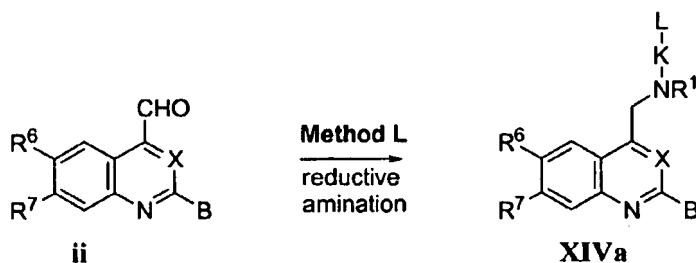 L
K
CHO
NR¹
R⁶
X
Method L
R⁶
X
R⁷
N
B
reductive
amination
R⁷
N
B
ii
XIVa